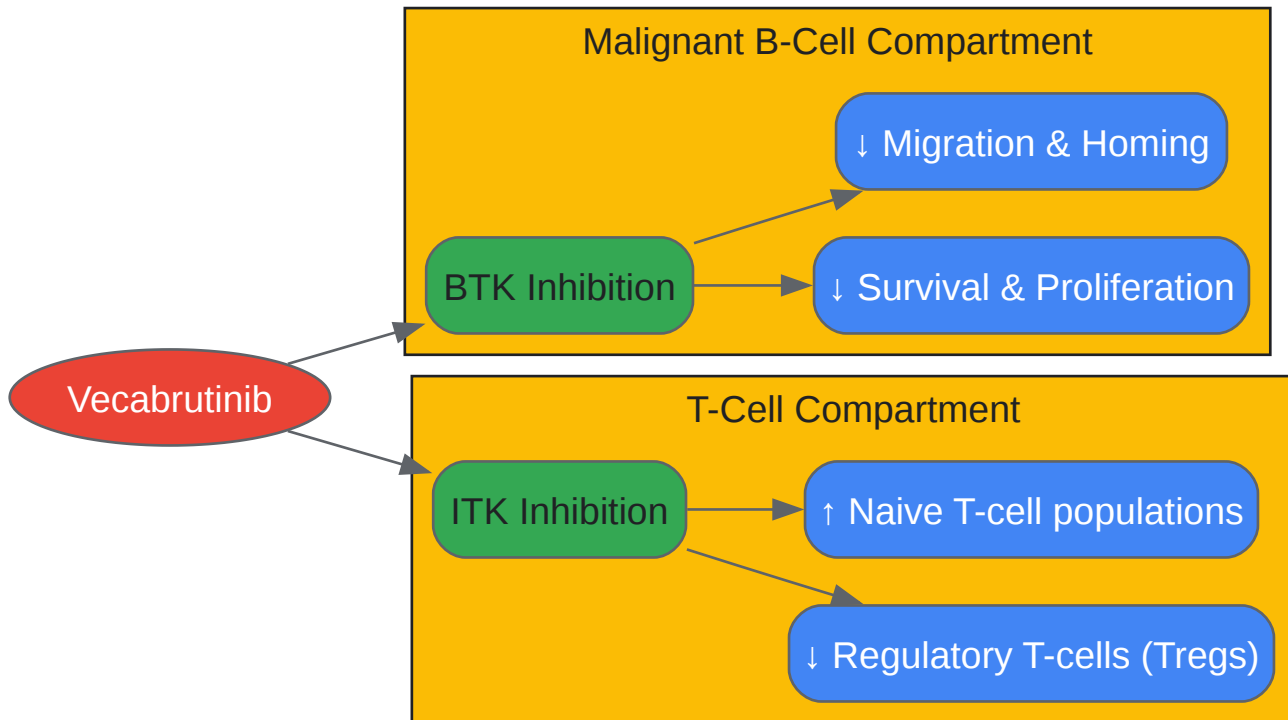 Malignant B-Cell Compartment
↓ Migration & Homing
BTK Inhibition
↓ Survival & Proliferation
Vecabrutinib
T-Cell Compartment
ITK Inhibition
↑ Naive T-cell populations
↓ Regulatory T-cells (Tregs)